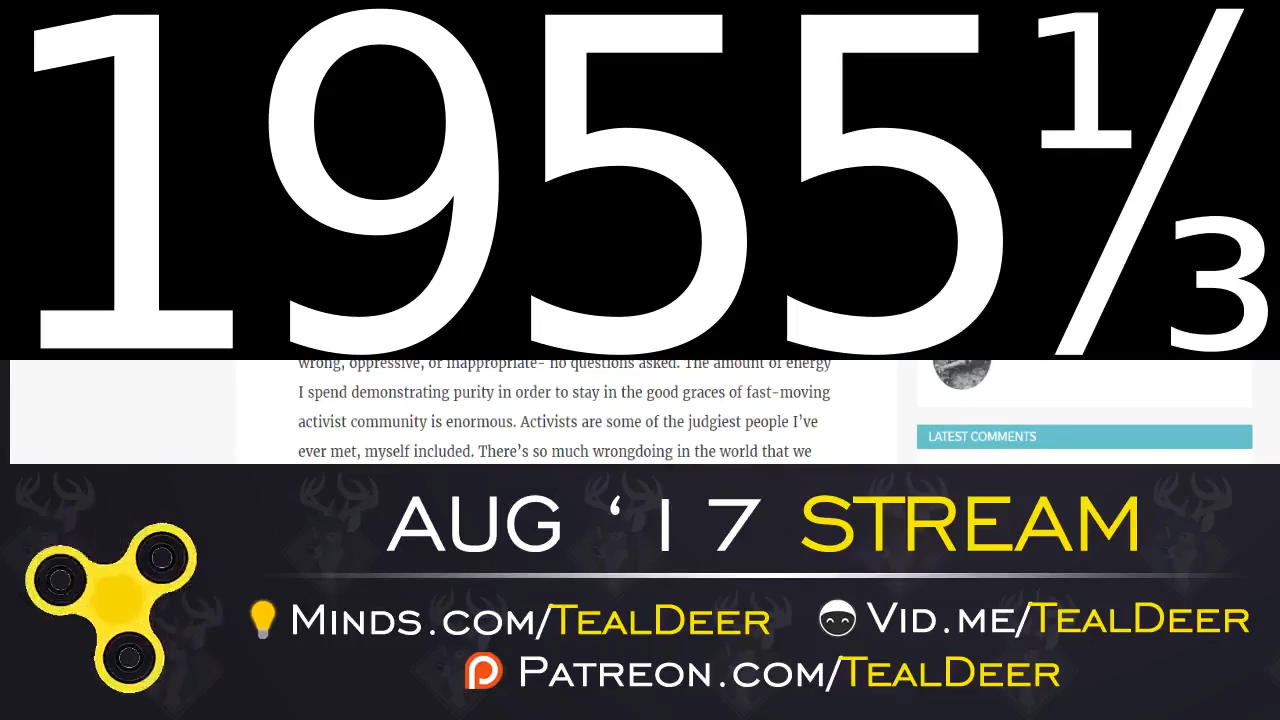 1955⅓
wrong, oppressive, or inappropriate- no questions asked. The amount of energy
I spend demonstrating purity in order to stay in the good graces of fast-moving
activist community is enormous. Activists are some of the judgiest people I've
ever met, myself included. There's so much wrongdoing in the world that we
LATEST COMMENTS
AUG ‘17 STREAM
MINDS.COM/TEALDEER
VID.ME/TEALDEER
PATREON.COM/TEALDEER